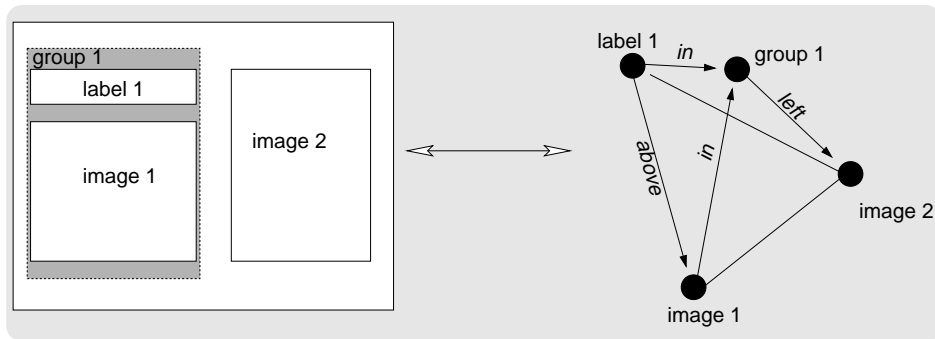 group 1
label 1
image 1
image 2
label 1
in
group 1
left
above
in
image 2
image 1